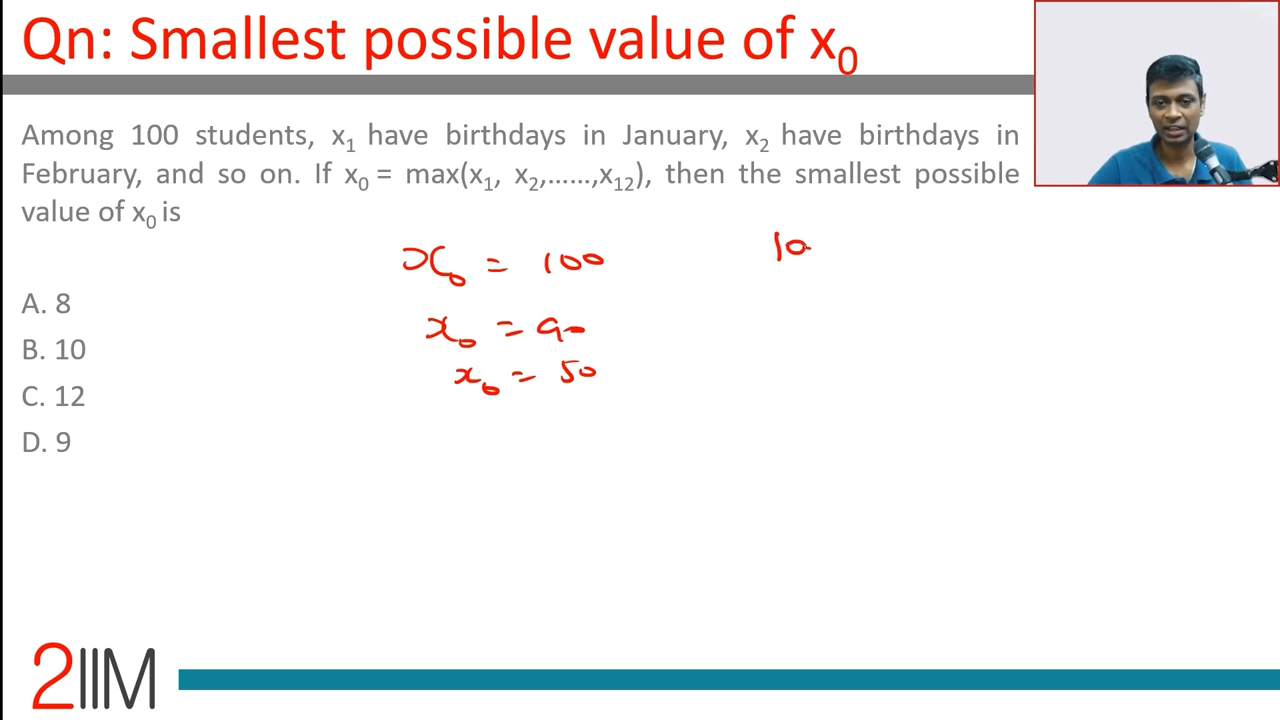 Qn: Smallest possible value of x₀
Among 100 students, x₁ have birthdays in January, x₂ have birthdays in
February, and so on. If x₀ = max(x₁, x₂,......,x₁₂), then the smallest possible
value of x₀ is
x₀ = 100
10
A. 8
x₀ = 90
B. 10
x₀ = 50
C. 12
D. 9
2IIM